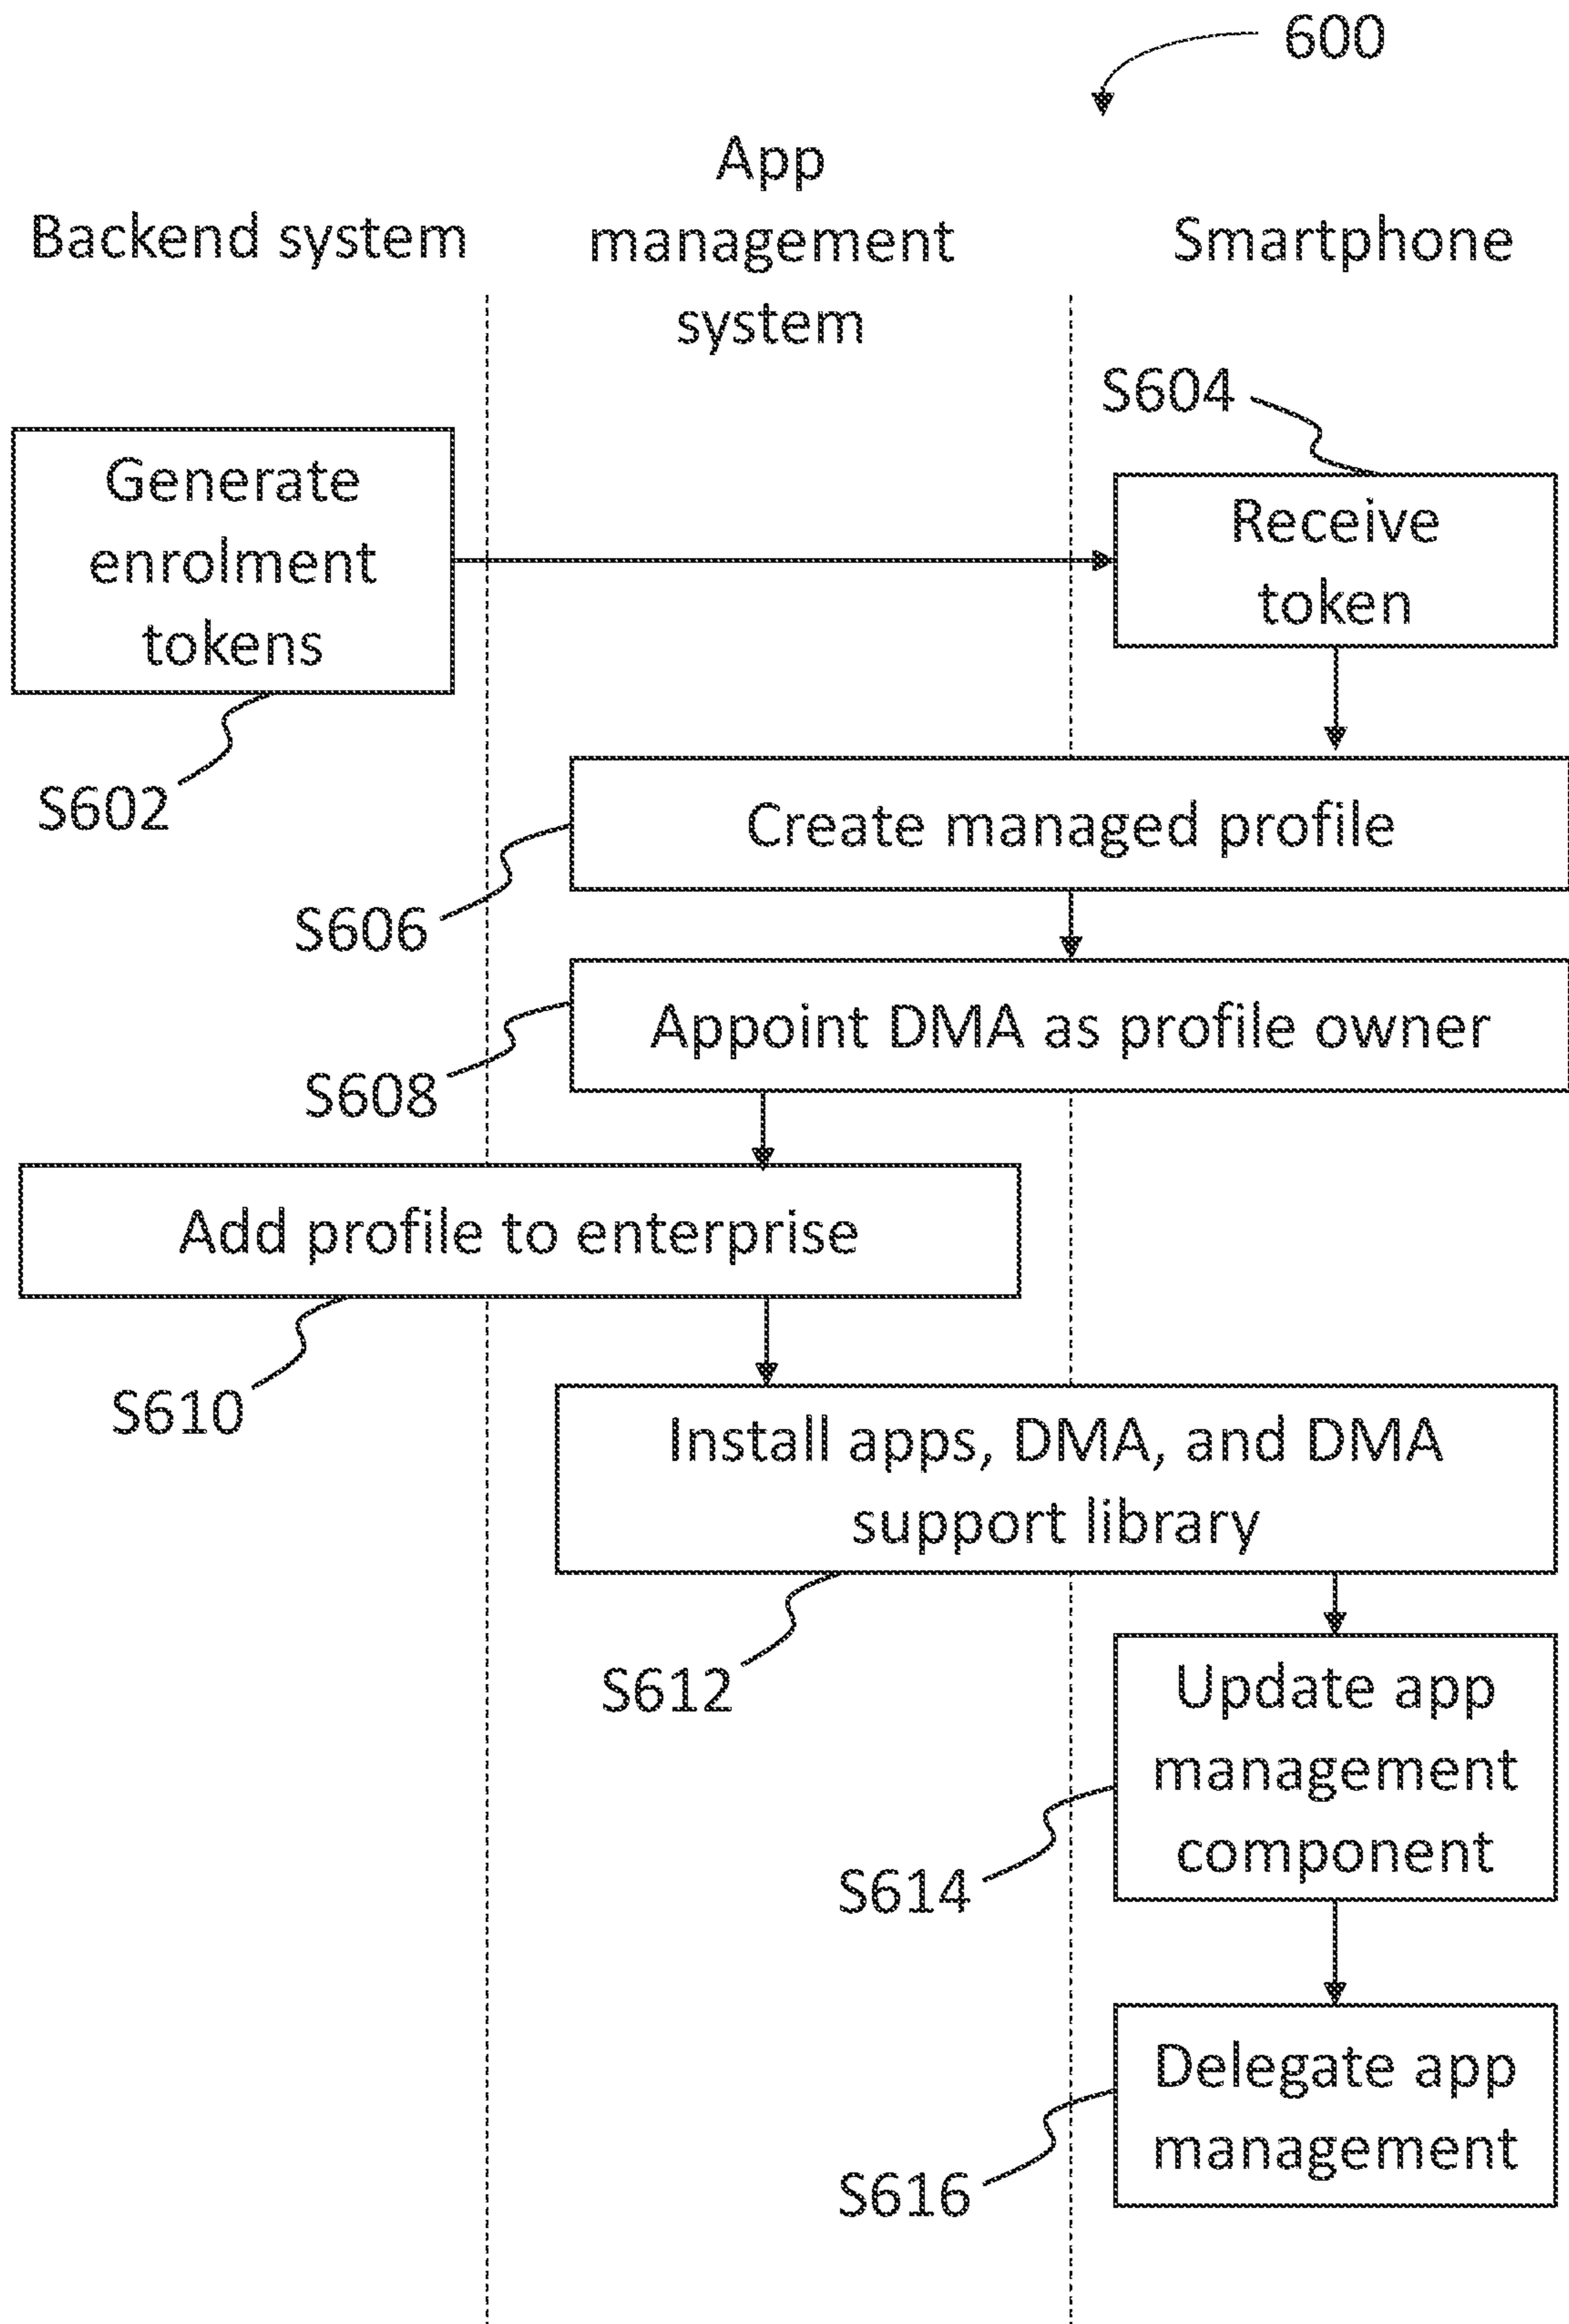 600
Backend system
App
management
system
Smartphone
S604
Generate
enrolment
tokens
Receive
token
S602
Create managed profile
S606
Appoint DMA as profile owner
S608
Add profile to enterprise
S610
Install apps, DMA, and DMA
support library
S612
Update app
management
component
S614
Delegate app
management
S616